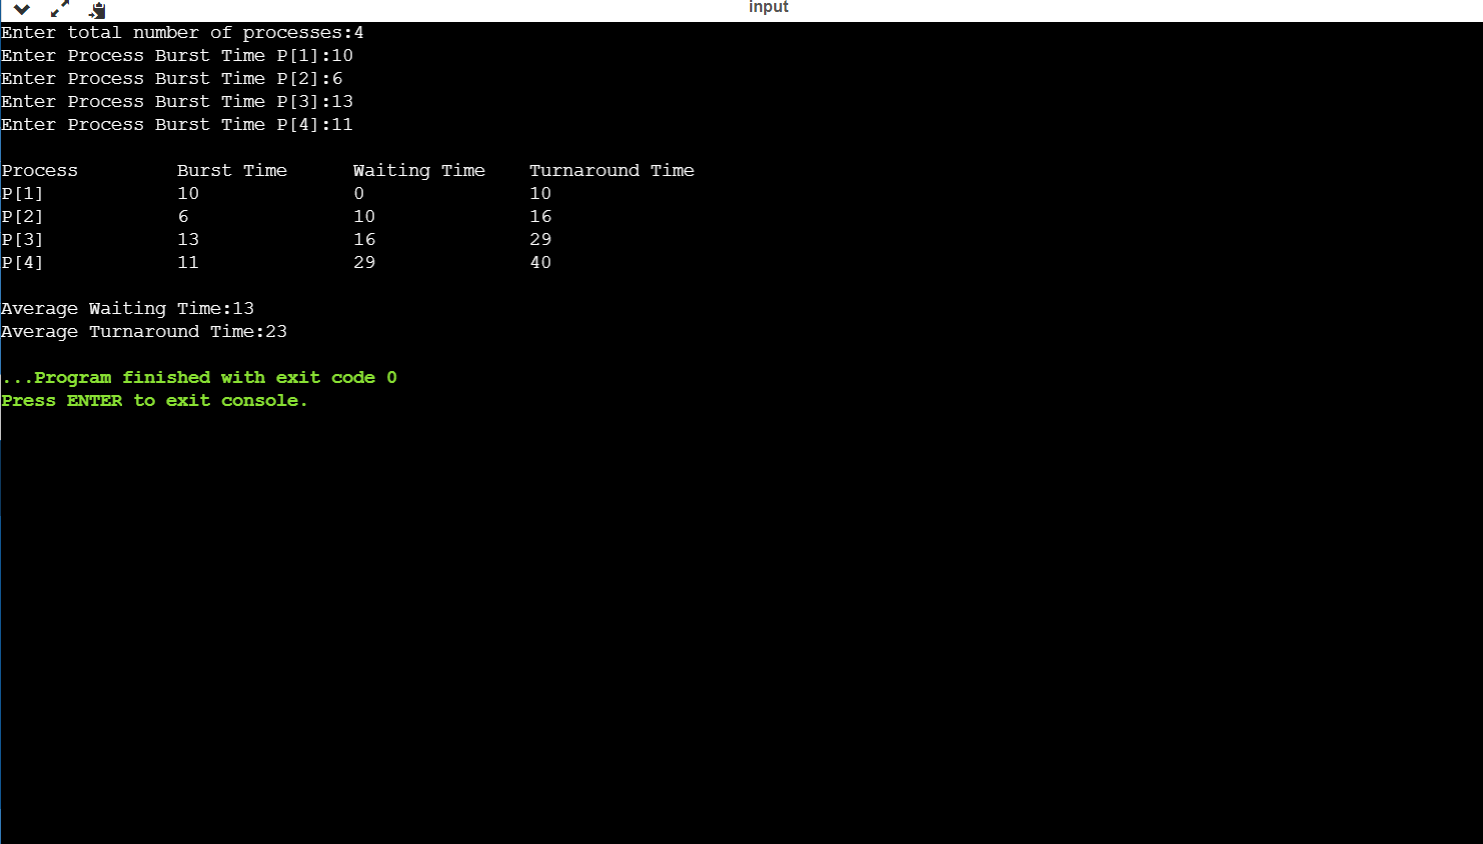 input
Enter total number of processes:4
Enter Process Burst Time P[1]:10
Enter Process Burst Time P[2]:6
Enter Process Burst Time P[3]:13
Enter Process Burst Time P[4]:11
Process Burst Time Waiting Time Turnaround Time
P[1] 10 0 10
P[2] 6 10 16
P[3] 13 16 29
P[4] 11 29 40
Average Waiting Time:13
Average Turnaround Time:23
...Program finished with exit code 0
Press ENTER to exit console.